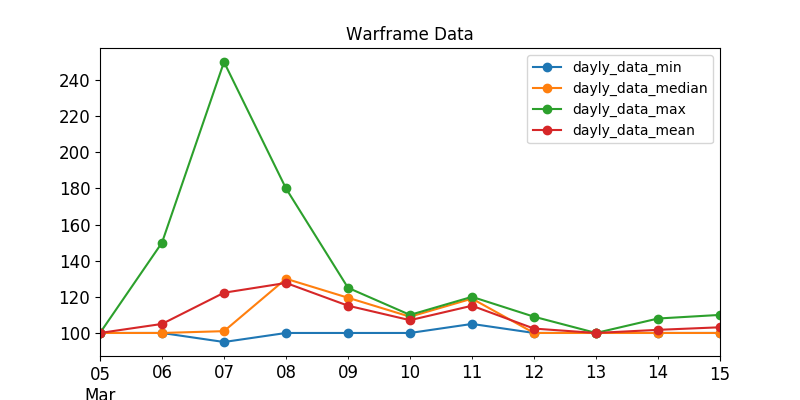 Warframe Data
dayly_data_min
dayly_data_median
dayly_data_max
dayly_data_mean
240
220
200
180
160
140
120
100
05 06 07 08 09 10 11 12 13 14 15
Mar